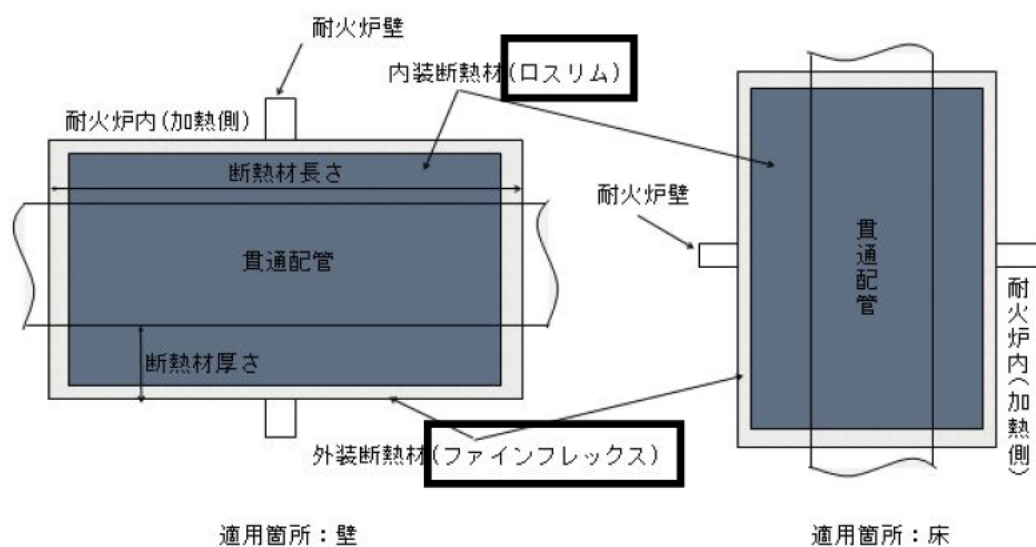 耐火炉壁
内装断熱材(ロスリム)
耐火炉内(加熱側)
断熱材長さ
貫通配管
断熱材厚さ
外装断熱材(ファインフレックス)
適用箇所：壁
耐火炉壁
貫通配管
耐火炉内(加熱側)
適用箇所：床